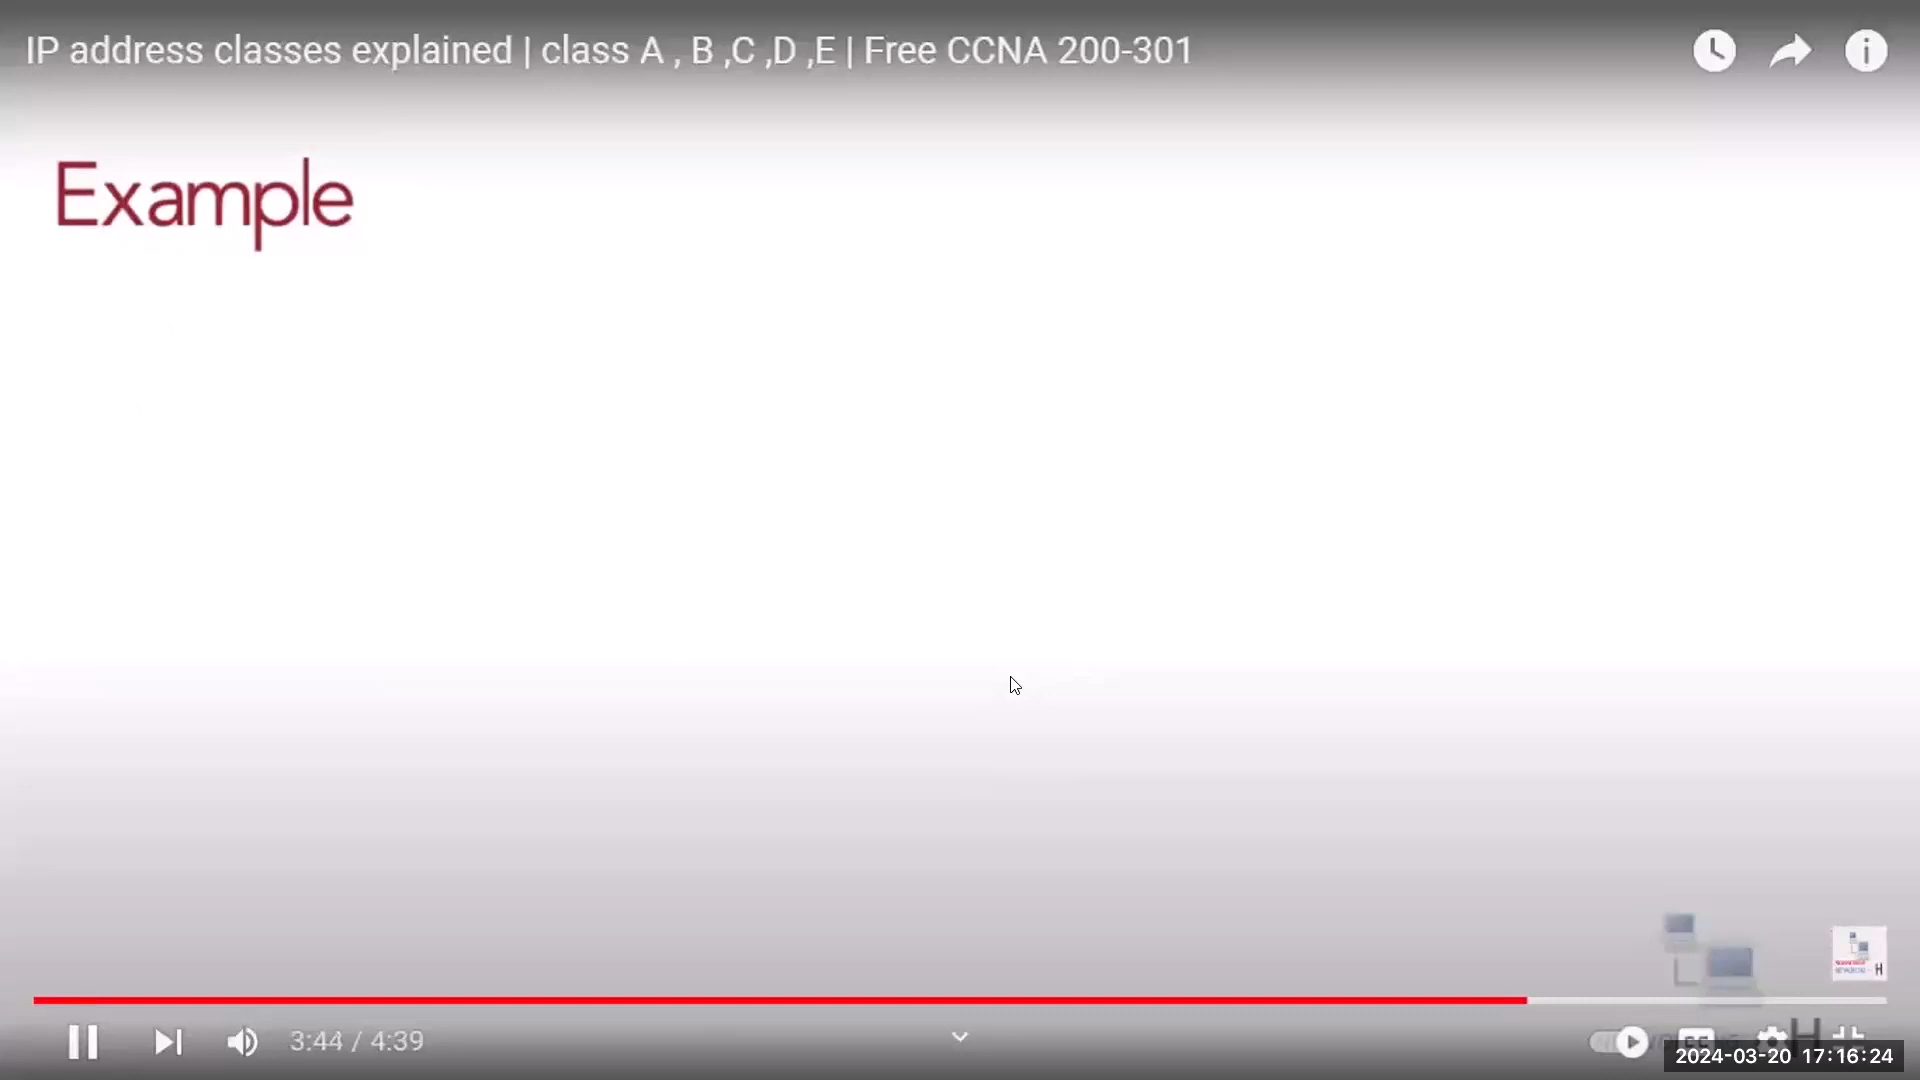 IP address classes explained | class A , B ,C ,D ,E | Free CCNA 200-301
Example
H
3:44 / 4:39
CC
H
2024-03-20 17:16:24